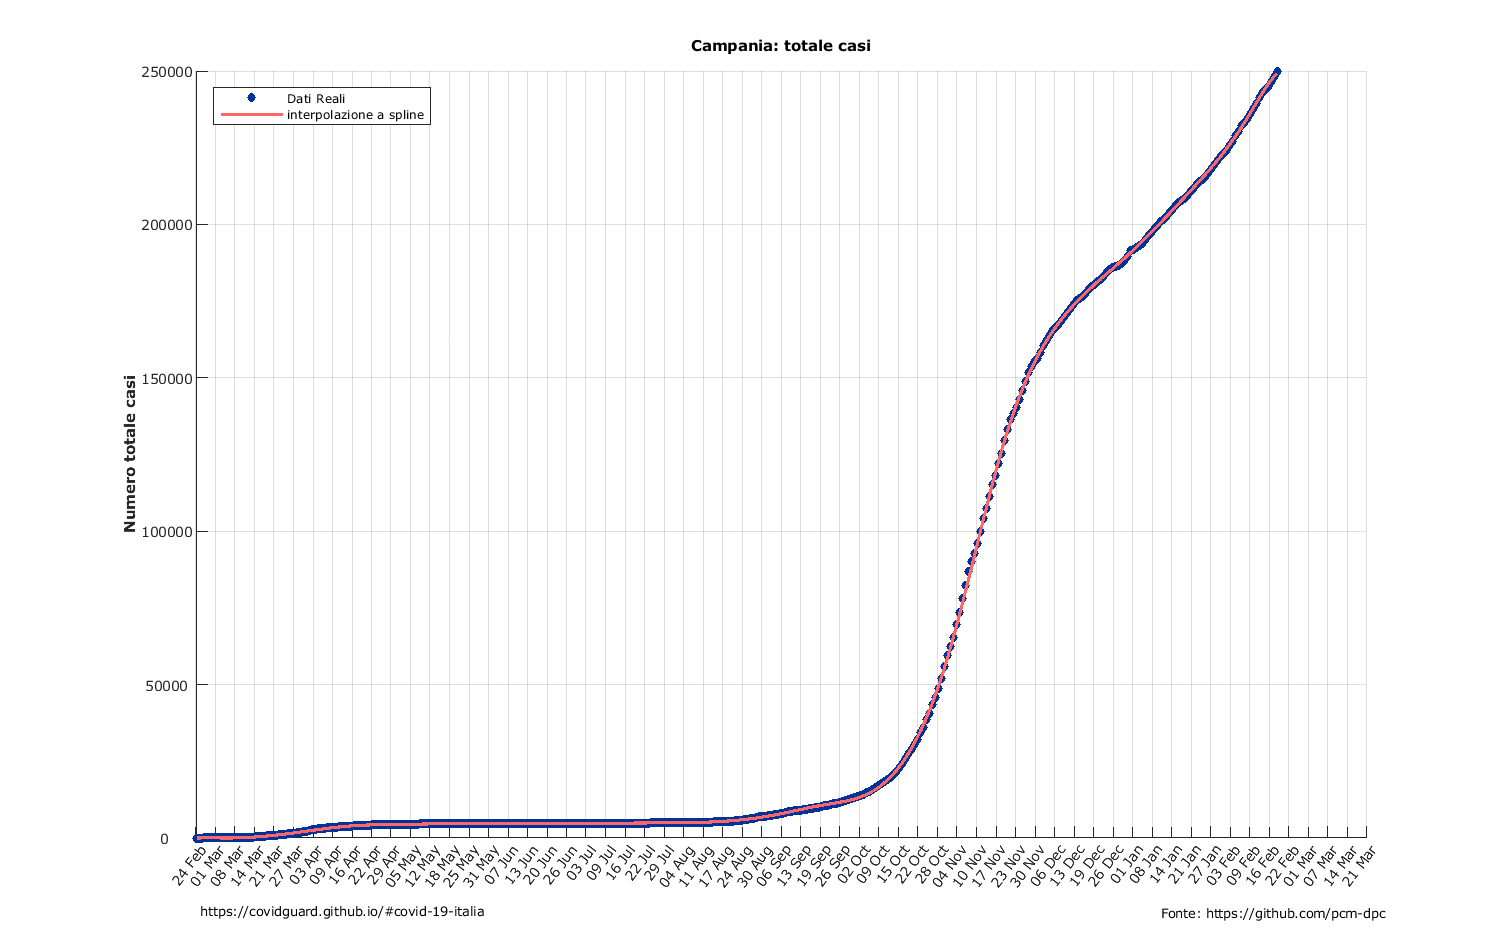 Campania: totale casi
250000
200000
150000
100000
50000
0
Numero totale casi
Dati Reali
interpolazione a spline
24 Feb
01 Mar
08 Mar
14 Mar
21 Mar
27 Mar
03 Apr
09 Apr
16 Apr
22 Apr
29 Apr
05 May
12 May
18 May
25 May
31 May
07 Jun
13 Jun
20 Jun
26 Jun
03 Jul
09 Jul
16 Jul
22 Jul
29 Jul
04 Aug
11 Aug
17 Aug
24 Aug
30 Aug
06 Sep
13 Sep
19 Sep
26 Sep
02 Oct
09 Oct
15 Oct
22 Oct
28 Oct
04 Nov
10 Nov
17 Nov
23 Nov
30 Nov
06 Dec
13 Dec
19 Dec
26 Dec
01 Jan
08 Jan
14 Jan
21 Jan
27 Jan
03 Feb
09 Feb
16 Feb
22 Feb
01 Mar
07 Mar
14 Mar
21 Mar
https://covidguard.github.io/#covid-19-italia
Fonte: https://github.com/pcm-dpc